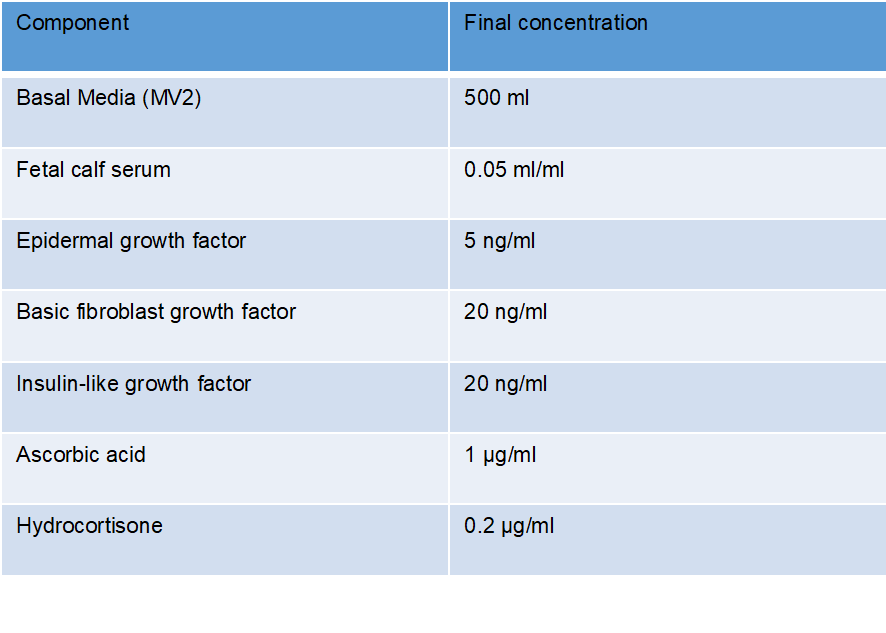 Component Final concentration
Basal Media (MV2) 500 ml
Fetal calf serum 0.05 ml/ml
Epidermal growth factor 5 ng/ml
Basic fibroblast growth factor 20 ng/ml
Insulin-like growth factor 20 ng/ml
Ascorbic acid 1 µg/ml
Hydrocortisone 0.2 µg/ml